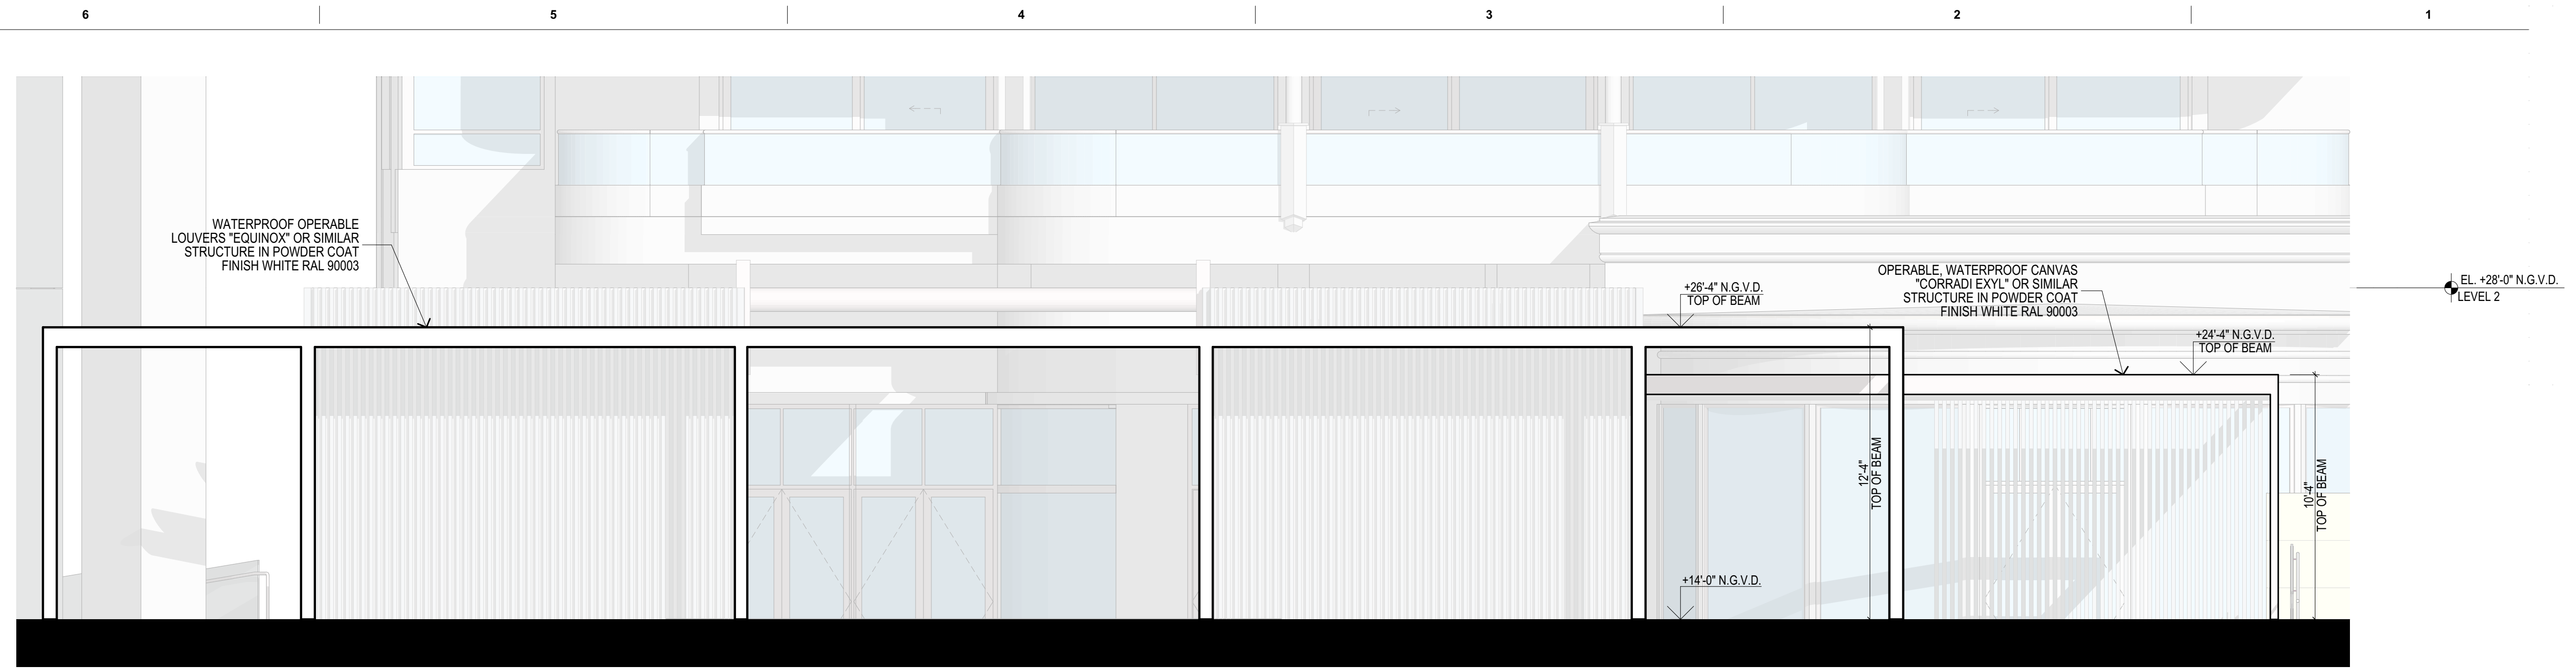 6 5 4 3 2 1
WATERPROOF OPERABLE
LOUVERS "EQUINOX" OR SIMILAR
STRUCTURE IN POWDER COAT
FINISH WHITE RAL 90003
+26'-4" N.G.V.D.
TOP OF BEAM
OPERABLE, WATERPROOF CANVAS
"CORRADI EXYL" OR SIMILAR
STRUCTURE IN POWDER COAT
FINISH WHITE RAL 90003
EL. +28'-0" N.G.V.D.
LEVEL 2
+24'-4" N.G.V.D.
TOP OF BEAM
12'-4"
TOP OF BEAM
10'-4"
TOP OF BEAM
+14'-0" N.G.V.D.